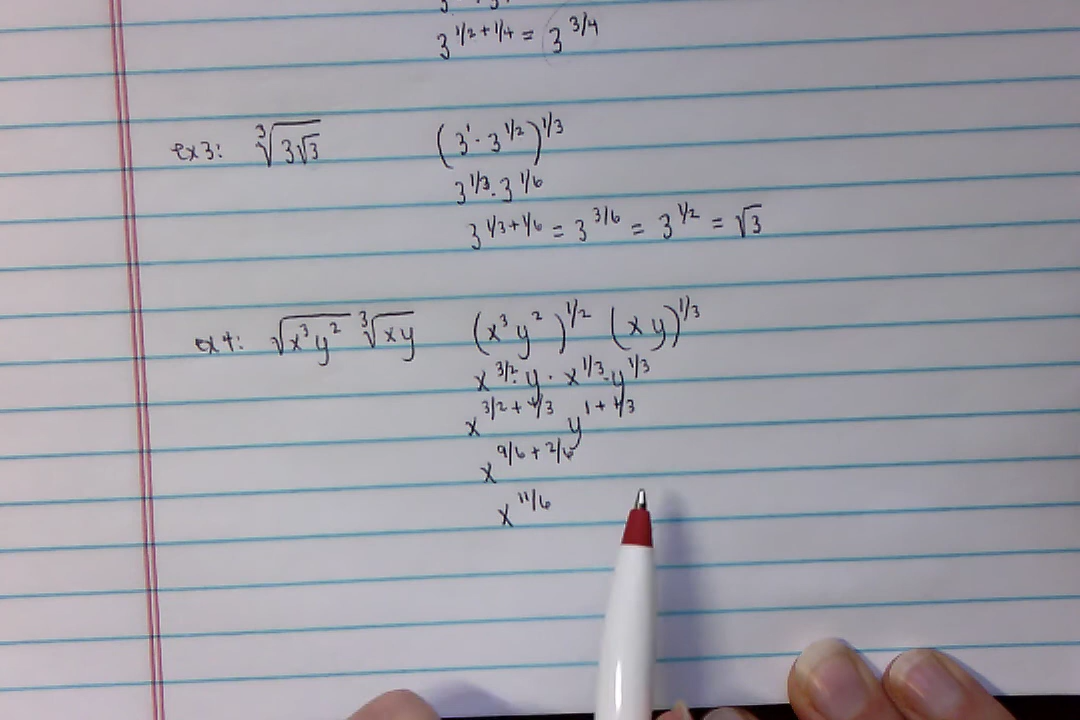 3^1/2 + 1/4 = 3^3/4
ex3: ∛(3√3) (3^1 · 3^1/2)^1/3
3^1/3 · 3^1/6
3^1/3 + 1/6 = 3^3/6 = 3^1/2 = √3
ex4: √(x^3 y^2) ∛(xy) (x^3 y^2)^1/2 (xy)^1/3
x^3/2 · y · x^1/3 · y^1/3
x^3/2 + 1/3 y^1 + 1/3
x^9/6 + 2/6
x^11/6